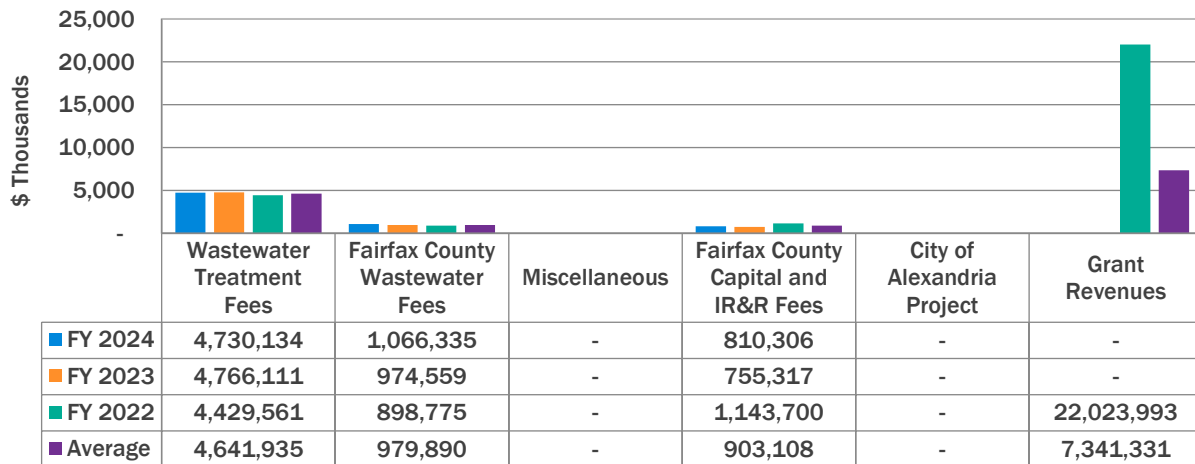 25,000
20,000
15,000
10,000
5,000
-
$ Thousands
Wastewater Treatment Fees
Fairfax County Wastewater Fees
Miscellaneous
Fairfax County Capital and IR&R Fees
City of Alexandria Project
Grant Revenues
FY 2024 4,730,134 1,066,335 - 810,306 - -
FY 2023 4,766,111 974,559 - 755,317 - -
FY 2022 4,429,561 898,775 - 1,143,700 - 22,023,993
Average 4,641,935 979,890 - 903,108 - 7,341,331